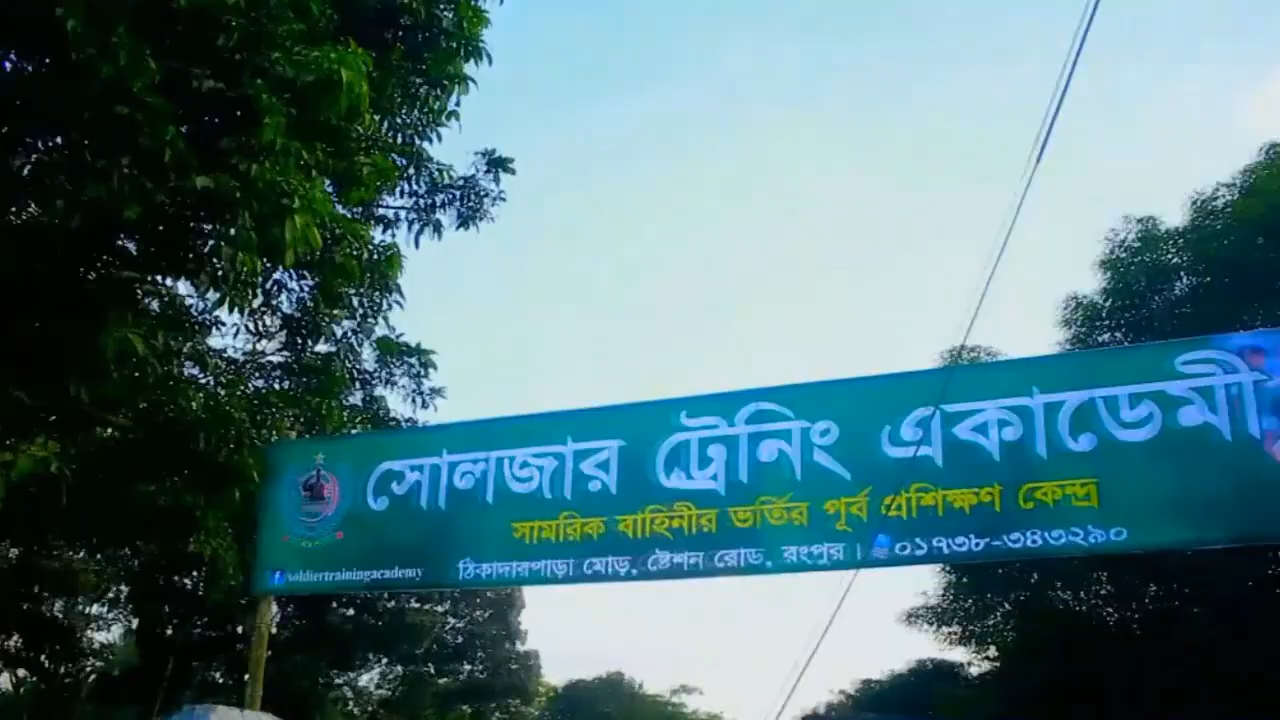 সোলজার ট্রেনিং একাডেমী
সামরিক বাহিনীর ভর্তির পূর্ব প্রশিক্ষণ কেন্দ্র
ঠিকাদারপাড়া মোড়, ষ্টেশন রোড, রংপুর। ০১৭৩৮-৩৪৩২৯০
soldiertrainingacademy